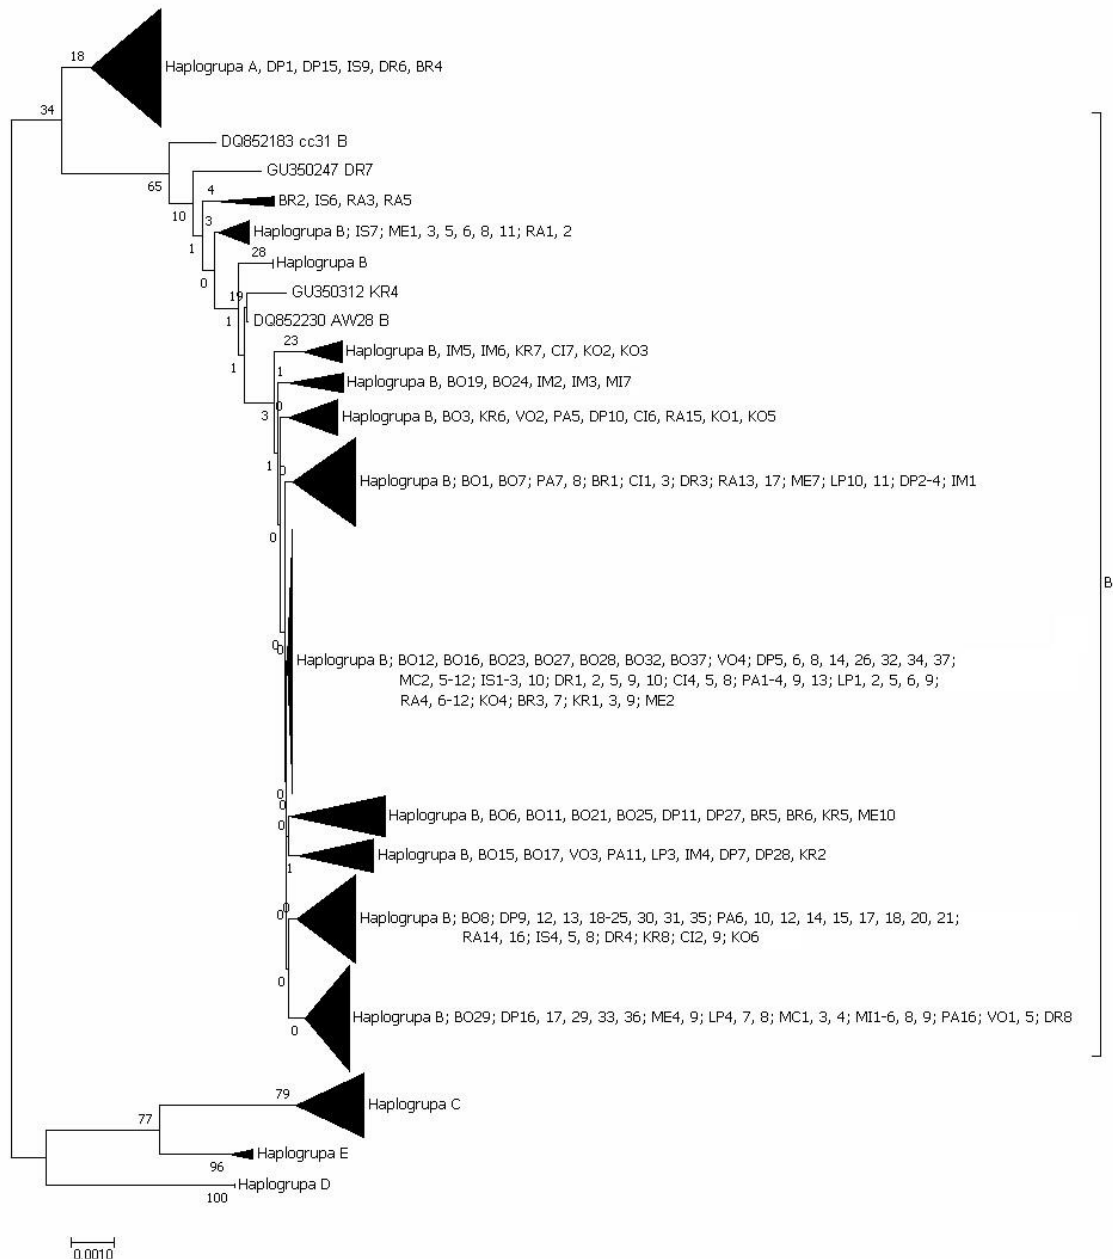 18
Haplogrupa A, DP1, DP15, IS9, DR6, BR4
34
DQ852183 cc31 B
65
GU350247 DR7
4
BR2, IS6, RA3, RA5
10
3
Haplogrupa B; IS7; ME1, 3, 5, 6, 8, 11; RA1, 2
1
28
Haplogrupa B
0
19
GU350312 KR4
1
DQ852230 AW28 B
23
Haplogrupa B, IM5, IM6, KR7, CI7, KO2, KO3
1
1
Haplogrupa B, BO19, BO24, IM2, IM3, MI7
0
3
Haplogrupa B, BO3, KR6, VO2, PA5, DP10, CI6, RA15, KO1, KO5
1
0
Haplogrupa B; BO1, BO7; PA7, 8; BR1; CI1, 3; DR3; RA13, 17; ME7; LP10, 11; DP2-4; IM1
0
B
0
0
Haplogrupa B; BO12, BO16, BO23, BO27, BO28, BO32, BO37; VO4; DP5, 6, 8, 14, 26, 32, 34, 37;
MC2, 5-12; IS1-3, 10; DR1, 2, 5, 9, 10; CI4, 5, 8; PA1-4, 9, 13; LP1, 2, 5, 6, 9;
RA4, 6-12; KO4; BR3, 7; KR1, 3, 9; ME2
0
0
0
Haplogrupa B, BO6, BO11, BO21, BO25, DP11, DP27, BR5, BR6, KR5, ME10
Haplogrupa B, BO15, BO17, VO3, PA11, LP3, IM4, DP7, DP28, KR2
1
0
0
Haplogrupa B; BO8; DP9, 12, 13, 18-25, 30, 31, 35; PA6, 10, 12, 14, 15, 17, 18, 20, 21;
RA14, 16; IS4, 5, 8; DR4; KR8; CI2, 9; KO6
0
Haplogrupa B; BO29; DP16, 17, 29, 33, 36; ME4, 9; LP4, 7, 8; MC1, 3, 4; MI1-6, 8, 9; PA16; VO1, 5; DR8
0
79
Haplogrupa C
77
Haplogrupa E
96
Haplogrupa D
100
0.0010